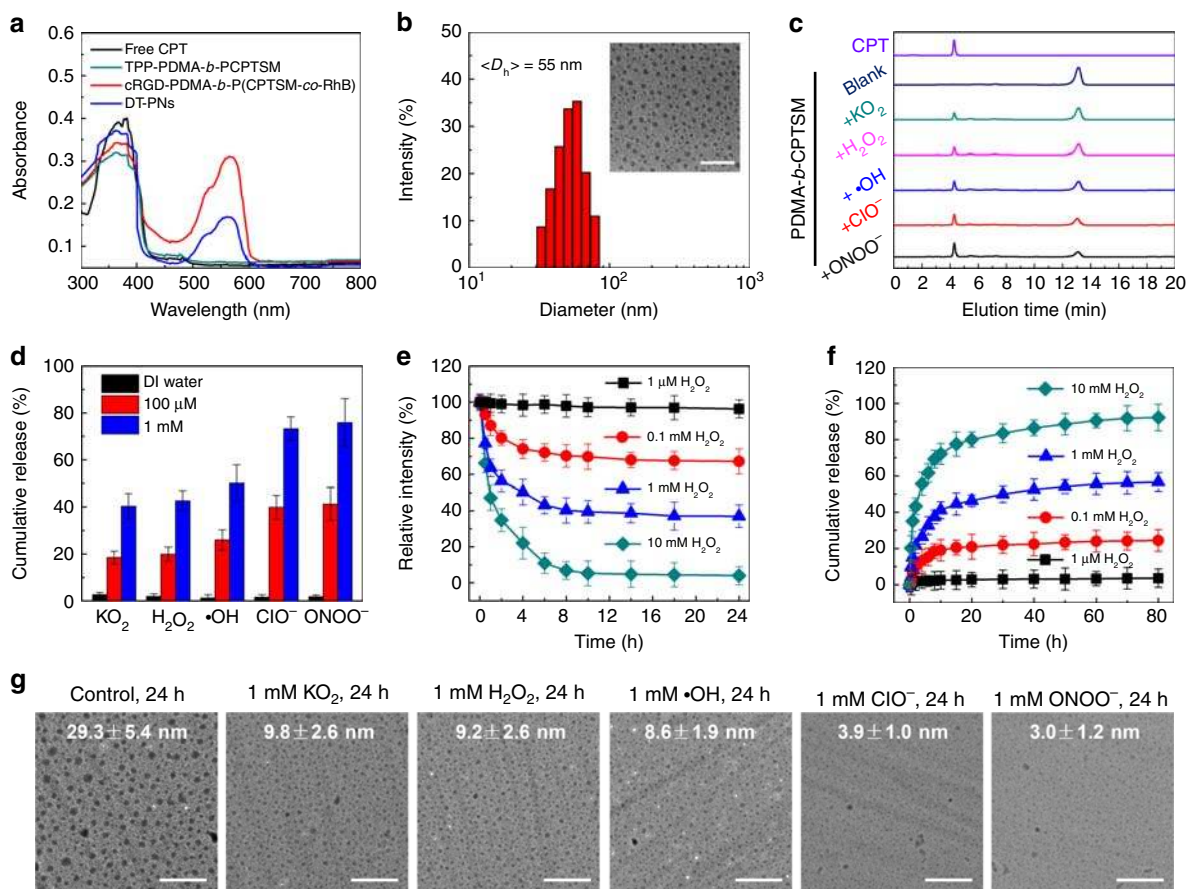 a
0.6
0.5
0.4
0.3
0.2
0.1
Absorbance
Free CPT
TPP-PDMA-b-PCPTSM
cRGD-PDMA-b-P(CPTSM-co-RhB)
DT-PNs
300 400 500 600 700 800
Wavelength (nm)
b
50
40
30
20
10
0
Intensity (%)
<D_h> = 55 nm
10^1 10^2 10^3
Diameter (nm)
c
CPT
Blank
+KO₂
+H₂O₂
+ •OH
+ClO⁻
+ONOO⁻
PDMA-b-CPTSM
0 2 4 6 8 10 12 14 16 18 20
Elution time (min)
d
100
80
60
40
20
0
Cumulative release (%)
DI water
100 μM
1 mM
KO₂ H₂O₂ •OH ClO⁻ ONOO⁻
e
120
100
80
60
40
20
0
Relative intensity (%)
1 μM H₂O₂
0.1 mM H₂O₂
1 mM H₂O₂
10 mM H₂O₂
0 4 8 12 16 20 24
Time (h)
f
120
100
80
60
40
20
0
Cumulative release (%)
10 mM H₂O₂
1 mM H₂O₂
0.1 mM H₂O₂
1 μM H₂O₂
0 20 40 60 80
Time (h)
g
Control, 24 h
29.3±5.4 nm
1 mM KO₂, 24 h
9.8±2.6 nm
1 mM H₂O₂, 24 h
9.2±2.6 nm
1 mM •OH, 24 h
8.6±1.9 nm
1 mM ClO⁻, 24 h
3.9±1.0 nm
1 mM ONOO⁻, 24 h
3.0±1.2 nm